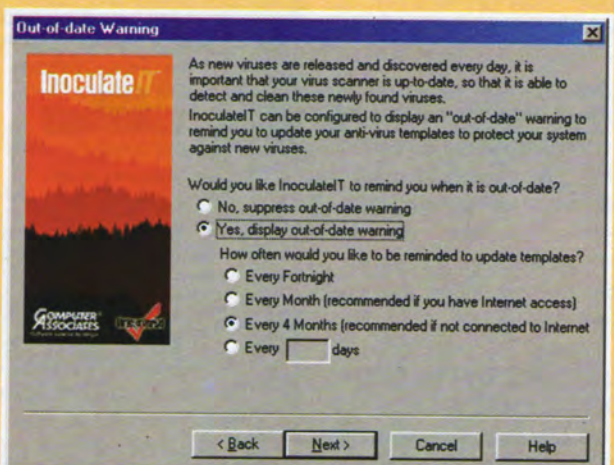 Out-of-date Warning
InoculateIT
As new viruses are released and discovered every day, it is
important that your virus scanner is up-to-date, so that it is able to
detect and clean these newly found viruses.
InoculateIT can be configured to display an "out-of-date" warning to
remind you to update your anti-virus templates to protect your system
against new viruses.
Would you like InoculateIT to remind you when it is out-of-date?
No, suppress out-of-date warning
Yes, display out-of-date warning
How often would you like to be reminded to update templates?
Every Fortnight
Every Month (recommended if you have Internet access)
Every 4 Months (recommended if not connected to Internet
Every days
COMPUTER
ASSOCIATES
< Back
Next >
Cancel
Help